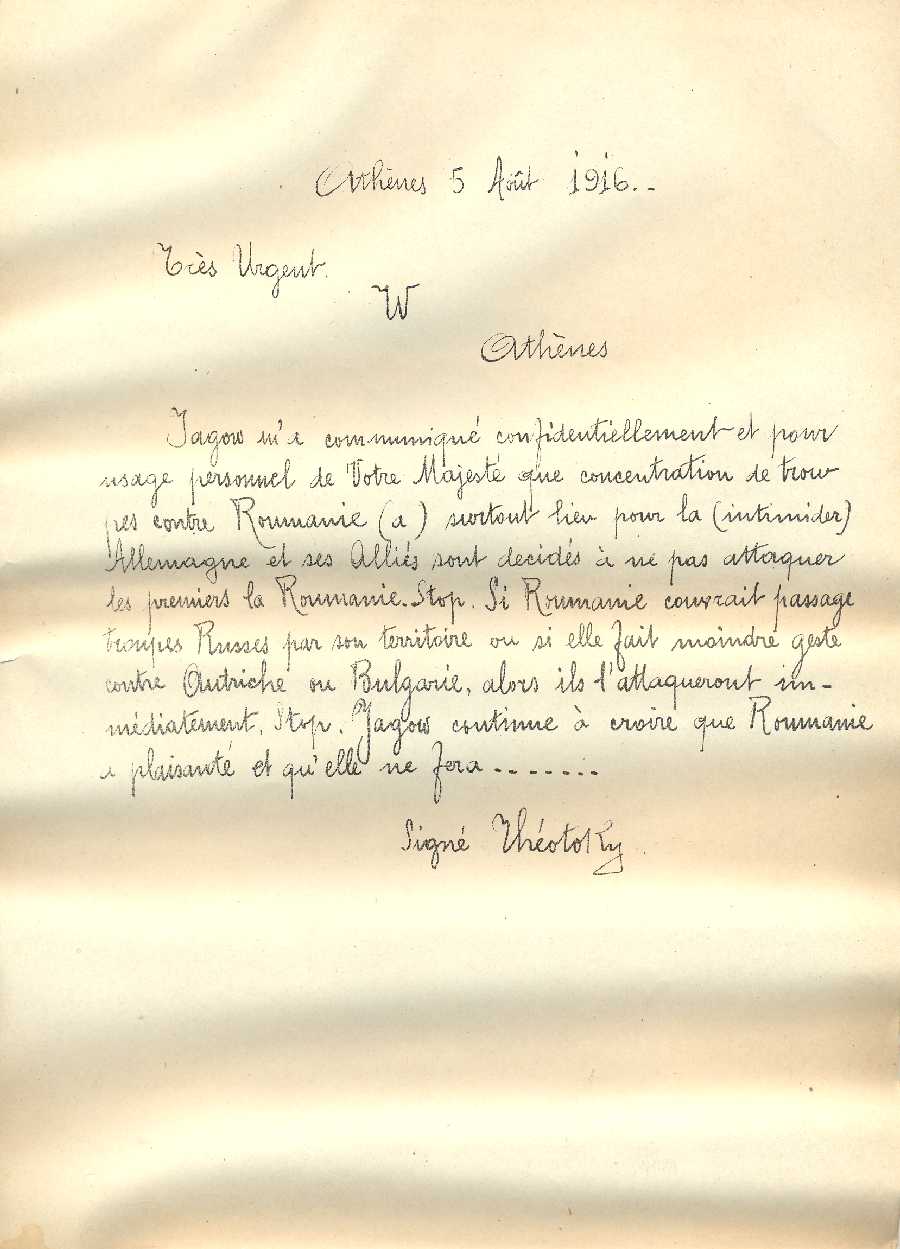 Athènes 5 Août 1916..
Très Urgent.
W
Athènes
Jagow m'a communiqué confidentiellement et pour
usage personnel de Votre Majesté que concentration de trou-
pes contre Roumanie (a) surtout lieu pour la (intimider)
Allemagne et ses Alliés sont decidés à ne pas attaquer
les premiers la Roumanie. Stop. Si Roumanie couvrait passage
troupes Russes par son territoire ou si elle fait moindre geste
contre Autriche ou Bulgarie, alors ils l'attaqueront im-
médiatement. Stop. Jagow continue à croire que Roumanie
a plaisanté et qu'elle ne fera ........
Signé Théotoky